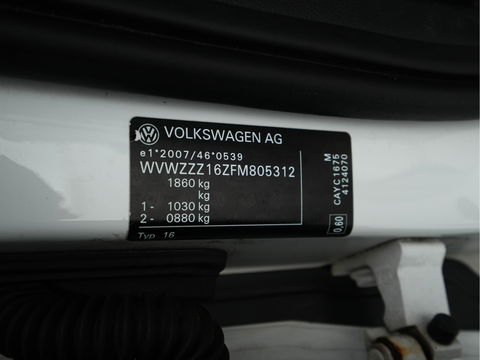 VOLKSWAGEN AG
e1*2007/46*0539
WVWZZZ16ZFM805312
1860 kg
kg
1- 1030 kg
2- 0880 kg
Typ 16
M
CAYC1675
4124070
0,60